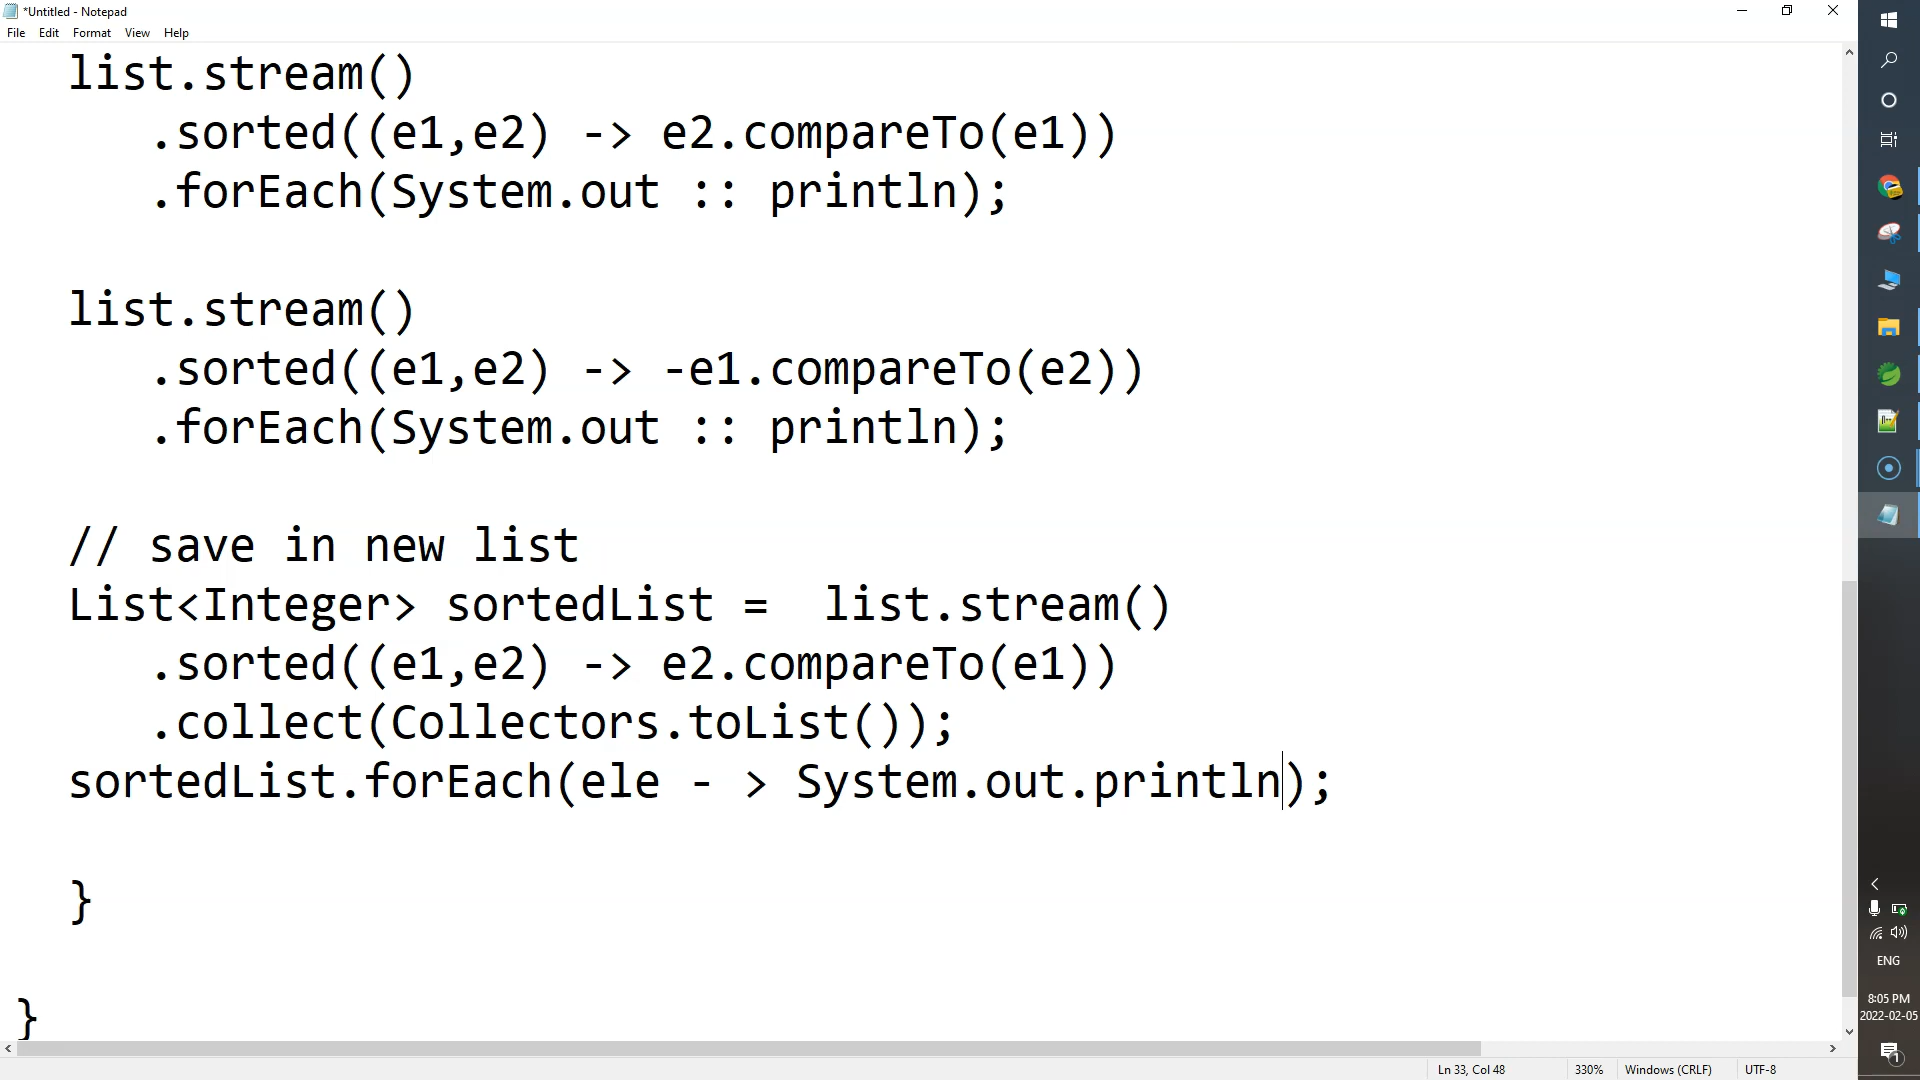 *Untitled - Notepad
File Edit Format View Help
list.stream()
.sorted((e1,e2) -> e2.compareTo(e1))
.forEach(System.out :: println);
list.stream()
.sorted((e1,e2) -> -e1.compareTo(e2))
.forEach(System.out :: println);
// save in new list
List<Integer> sortedList =  list.stream()
.sorted((e1,e2) -> e2.compareTo(e1))
.collect(Collectors.toList());
sortedList.forEach(ele - > System.out.println);
}
}
ENG
8:05 PM
2022-02-05
1
Ln 33, Col 48 330% Windows (CRLF) UTF-8